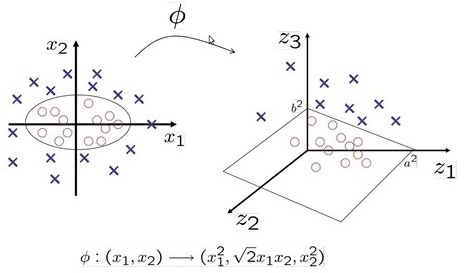 ϕ
x₂
x₁
z₃
b²
a²
z₁
z₂
ϕ : (x₁, x₂) ⟶ (x₁², √2x₁x₂, x₂²)